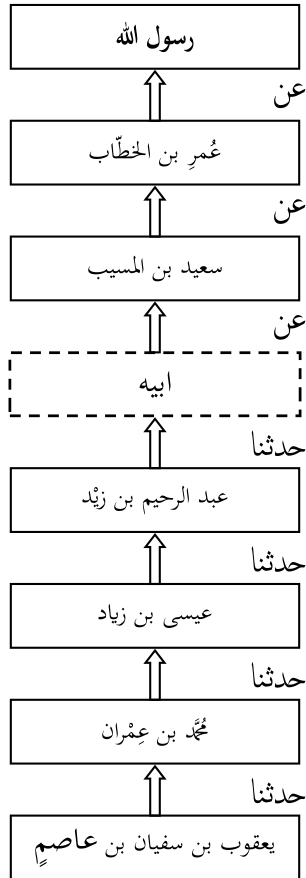 رسول الله
عن
عُمرِ بن الخطّاب
عن
سعيد بن المسيب
عن
ابيه
حدثنا
عبد الرحيم بن زيْد
حدثنا
عيسى بن زياد
حدثنا
مُحمَّد بن عِمْران
حدثنا
يعقوب بن سفيان بن عاصمٍ